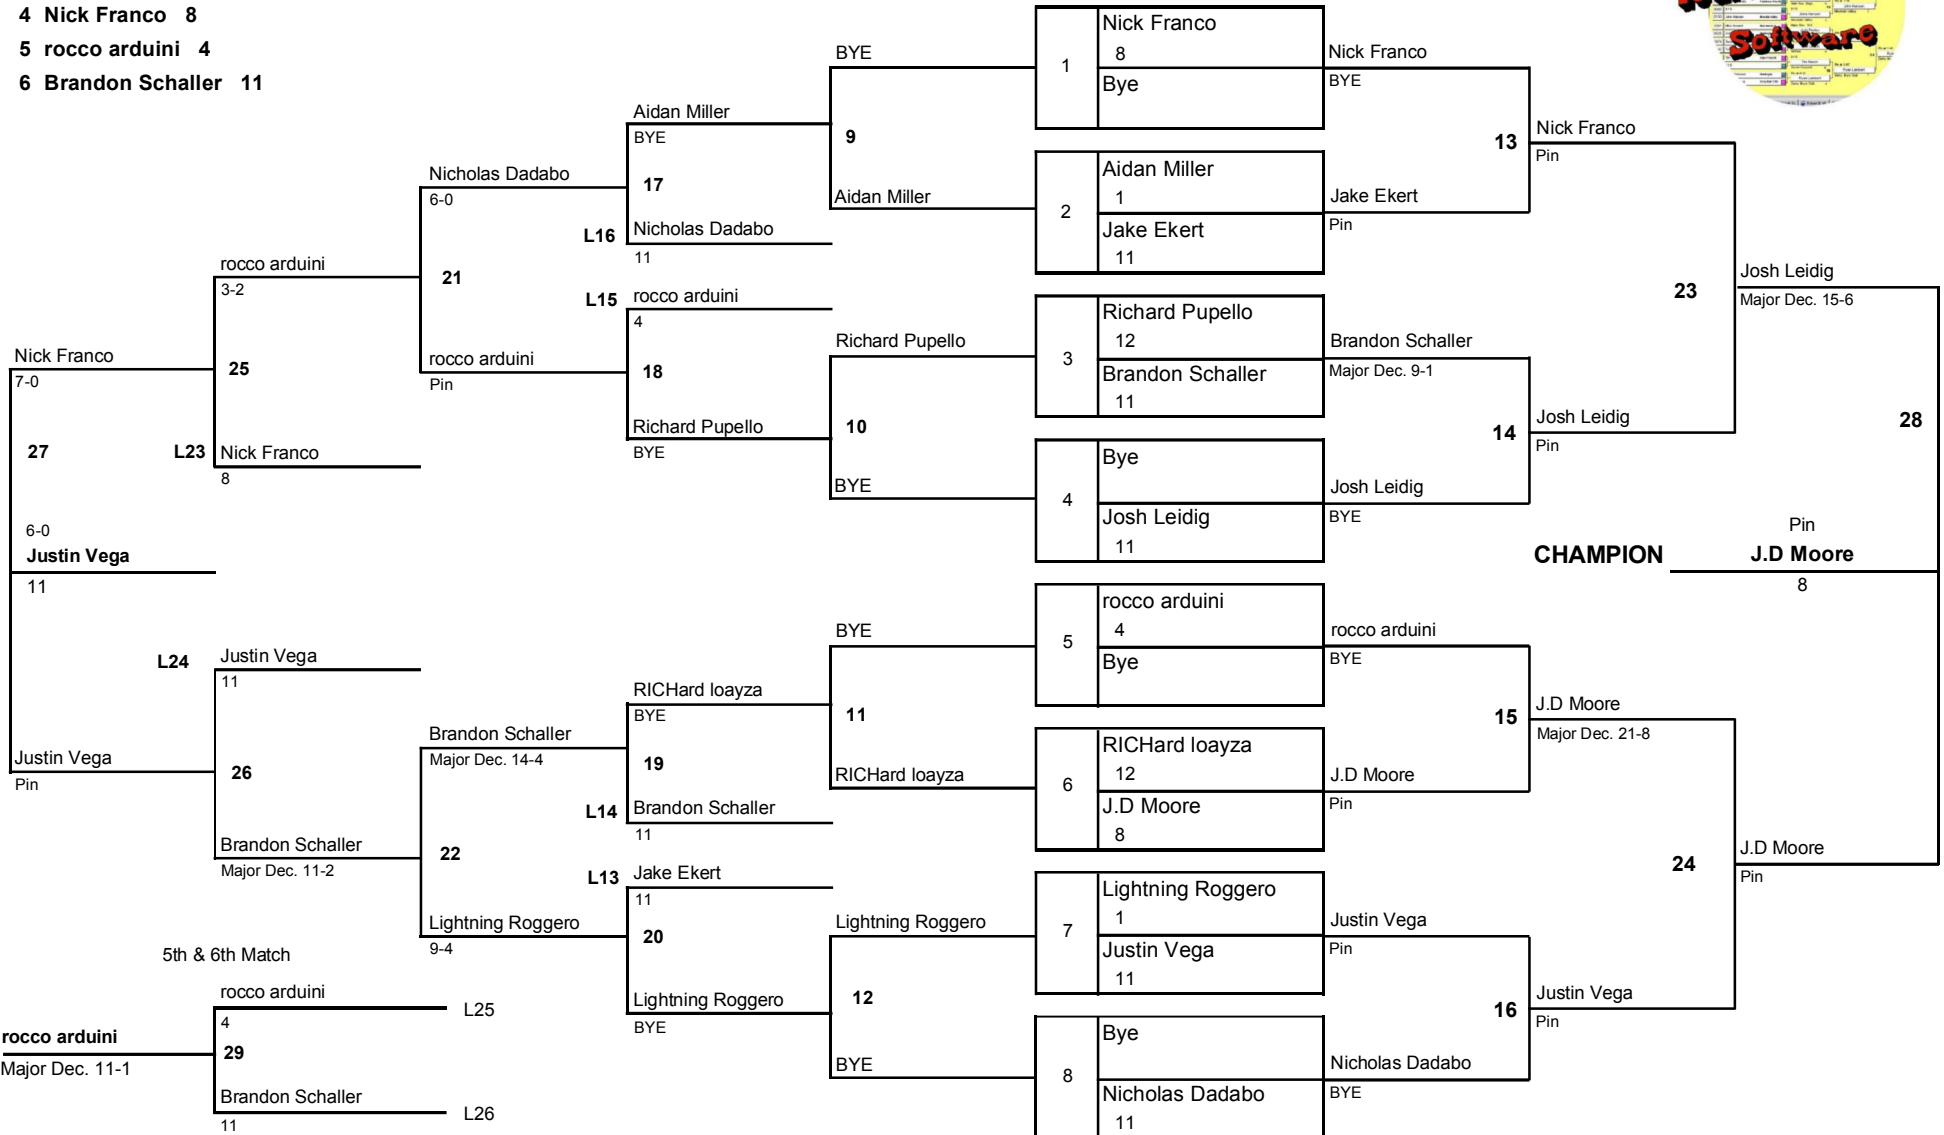 4 Nick Franco 8
5 rocco arduini 4
6 Brandon Schaller 11
Software
Nick Franco
8
1
Bye
Nick Franco
BYE
Aidan Miller
1
2
Jake Ekert
11
Jake Ekert
Pin
13
Nick Franco
Pin
Richard Pupello
12
3
Brandon Schaller
11
Brandon Schaller
Major Dec. 9-1
Bye
4
Josh Leidig
11
Josh Leidig
BYE
14
Josh Leidig
Pin
23
Josh Leidig
Major Dec. 15-6
28
Pin
CHAMPION J.D Moore
8
rocco arduini
4
5
Bye
rocco arduini
BYE
RICHard loayza
12
6
J.D Moore
8
J.D Moore
Pin
15
J.D Moore
Major Dec. 21-8
Lightning Roggero
1
7
Justin Vega
11
Justin Vega
Pin
Bye
8
Nicholas Dadabo
11
Nicholas Dadabo
BYE
16
Justin Vega
Pin
24
J.D Moore
Pin
BYE
9
Aidan Miller
Aidan Miller
BYE
17
L16 Nicholas Dadabo
11
Nicholas Dadabo
6-0
21
L15 rocco arduini
4
18
Richard Pupello
BYE
Richard Pupello
10
BYE
rocco arduini
Pin
rocco arduini
3-2
25
L23 Nick Franco
8
Nick Franco
7-0
27
6-0
Justin Vega
11
L24 Justin Vega
11
26
Justin Vega
Pin
Brandon Schaller
Major Dec. 11-2
Brandon Schaller
Major Dec. 14-4
22
Lightning Roggero
9-4
RICHard loayza
BYE
19
L14 Brandon Schaller
11
L13 Jake Ekert
11
20
Lightning Roggero
BYE
BYE
11
RICHard loayza
Lightning Roggero
12
BYE
5th & 6th Match
rocco arduini
L25
4
29
rocco arduini
Major Dec. 11-1
Brandon Schaller
L26
11